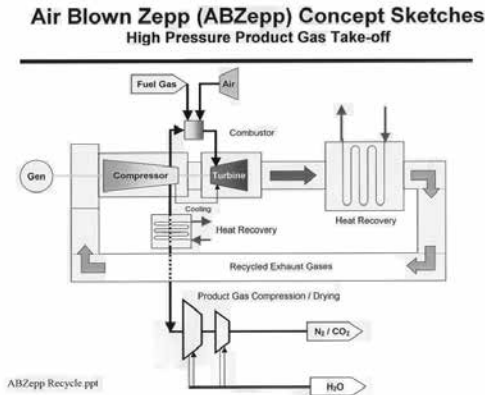 Air Blown Zepp (ABZepp) Concept Sketches
High Pressure Product Gas Take-off
Fuel Gas
Air
Combustor
Gen
Compressor
Turbine
Cooling
Heat Recovery
Heat Recovery
Recycled Exhaust Gases
Product Gas Compression / Drying
N₂ / CO₂
H₂O
ABZepp Recycle.ppt